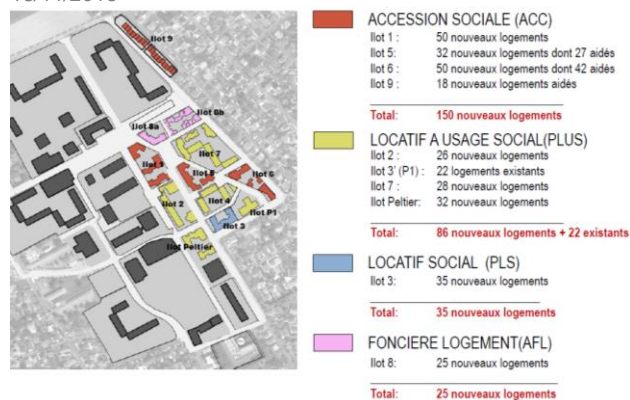 Ilot 9
Ilot 8b
Ilot 8a
Ilot 7
Ilot 1
Ilot 5
Ilot 6
Ilot 2
Ilot 4
Ilot P1
Ilot 3
Ilot Peltier
ACCESSION SOCIALE (ACC)
Ilot 1 : 50 nouveaux logements
Ilot 5: 32 nouveaux logements dont 27 aidés
Ilot 6 : 50 nouveaux logements dont 42 aidés
Ilot 9 : 18 nouveaux logements aidés
Total: 150 nouveaux logements
LOCATIF A USAGE SOCIAL(PLUS)
Ilot 2 : 26 nouveaux logements
Ilot 3' (P1) : 22 logements existants
Ilot 7 : 28 nouveaux logements
Ilot Peltier: 32 nouveaux logements
Total: 86 nouveaux logements + 22 existants
LOCATIF SOCIAL (PLS)
Ilot 3: 35 nouveaux logements
Total: 35 nouveaux logements
FONCIERE LOGEMENT(AFL)
Ilot 8: 25 nouveaux logements
Total: 25 nouveaux logements